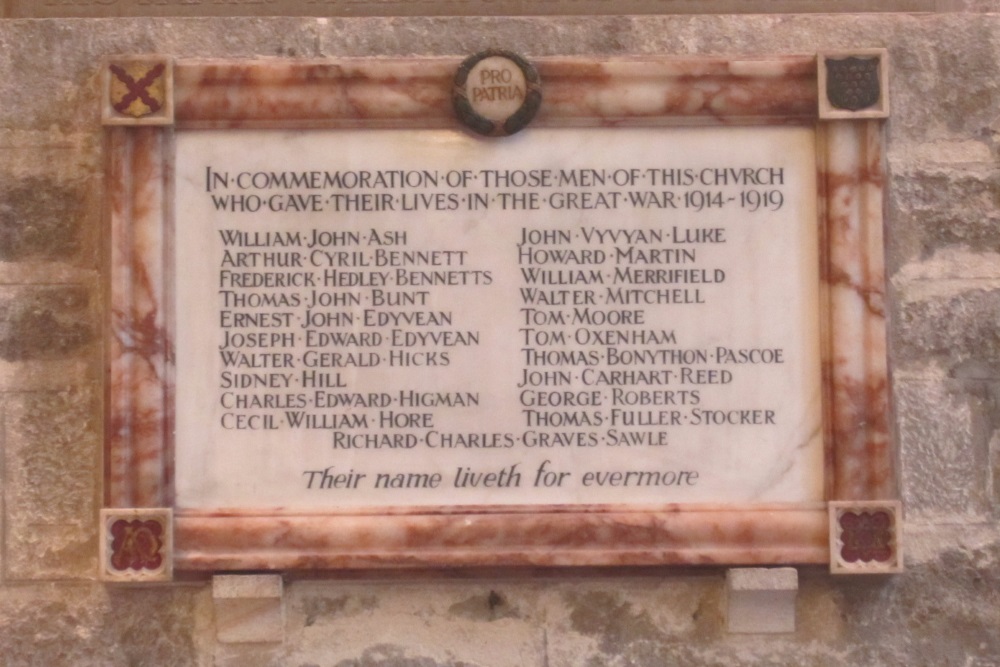 PRO
PATRIA
IN·COMMEMORATION·OF·THOSE·MEN·OF·THIS·CHVRCH
WHO·GAVE·THEIR·LIVES·IN·THE·GREAT·WAR·1914-1919
WILLIAM·JOHN·ASH
ARTHUR·CYRIL·BENNETT
FREDERICK·HEDLEY·BENNETTS
THOMAS·JOHN·BUNT
ERNEST·JOHN·EDYVEAN
JOSEPH·EDWARD·EDYVEAN
WALTER·GERALD·HICKS
SIDNEY·HILL
CHARLES·EDWARD·HIGMAN
CECIL·WILLIAM·HORE
JOHN·VYVYAN·LUKE
HOWARD·MARTIN
WILLIAM·MERRIFIELD
WALTER·MITCHELL
TOM·MOORE
TOM·OXENHAM
THOMAS·BONYTHON·PASCOE
JOHN·CARHART·REED
GEORGE·ROBERTS
THOMAS·FULLER·STOCKER
RICHARD·CHARLES·GRAVES·SAWLE
Their name liveth for evermore